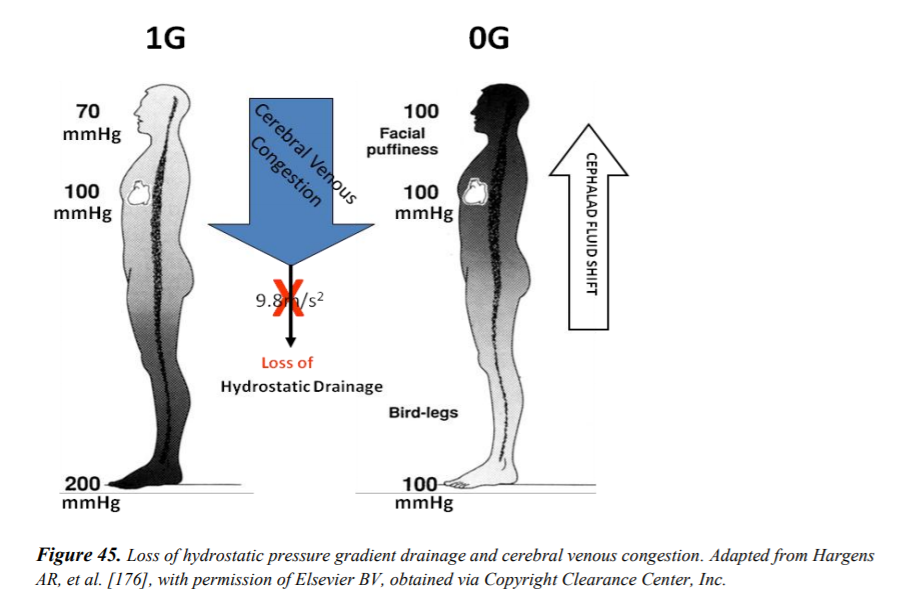 1G
0G
70
mmHg
100
mmHg
200
mmHg
Cerebral Venous
Congestion
9.8m/s²
X
Loss of
Hydrostatic Drainage
100
Facial
puffiness
100
mmHg
Bird-legs
100
mmHg
CEPHALAD FLUID SHIFT
Figure 45. Loss of hydrostatic pressure gradient drainage and cerebral venous congestion. Adapted from Hargens
AR, et al. [176], with permission of Elsevier BV, obtained via Copyright Clearance Center, Inc.